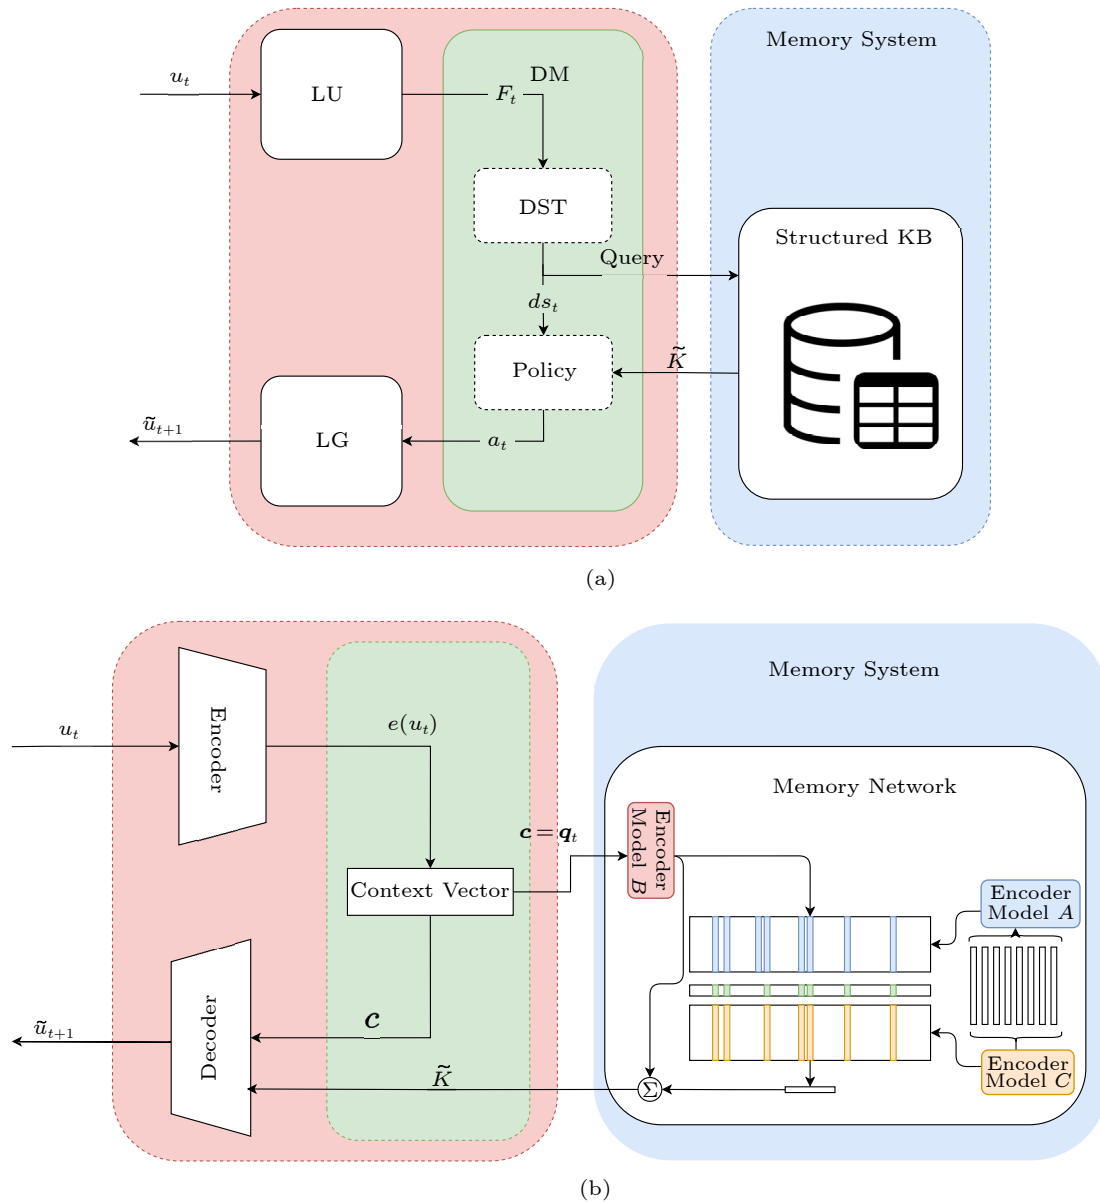 Memory System
u_t
LU
DM
F_t
DST
Structured KB
Query
ds_t
Policy
K̃
ũ_{t+1}
LG
a_t
(a)
Memory System
u_t
Encoder
e(u_t)
Memory Network
c = q_t
Encoder
Model B
Context Vector
Encoder
Model A
ũ_{t+1}
Decoder
c
K̃
Σ
Encoder
Model C
(b)